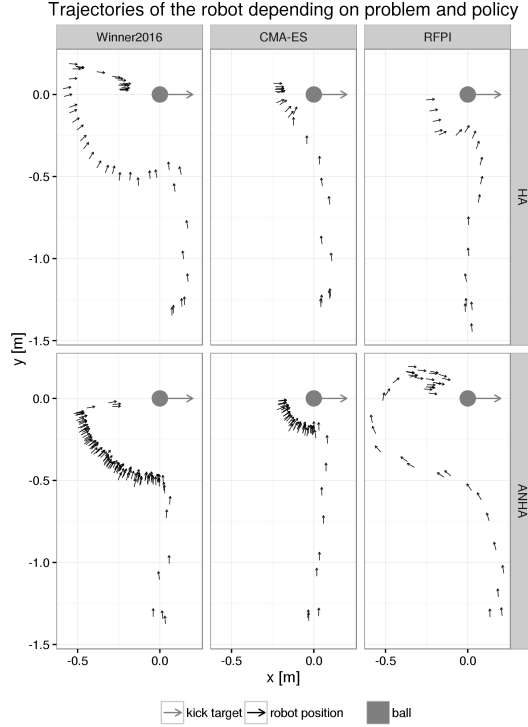 Trajectories of the robot depending on problem and policy
Winner2016
CMA-ES
RFPI
0.0
-0.5
-1.0
-1.5
HA
0.0
-0.5
-1.0
-1.5
ANHA
y [m]
-0.5
0.0
-0.5
0.0
-0.5
0.0
x [m]
kick target
robot position
ball